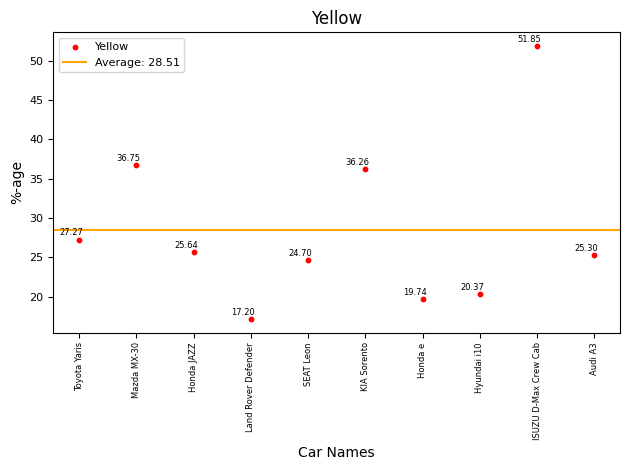 Yellow
Yellow
Average: 28.51
%-age
50
45
40
35
30
25
20
27.27
36.75
25.64
17.20
24.70
36.26
19.74
20.37
51.85
25.30
Toyota Yaris
Mazda MX-30
Honda JAZZ
Land Rover Defender
SEAT Leon
KIA Sorento
Honda e
Hyundai i10
ISUZU D-Max Crew Cab
Audi A3
Car Names